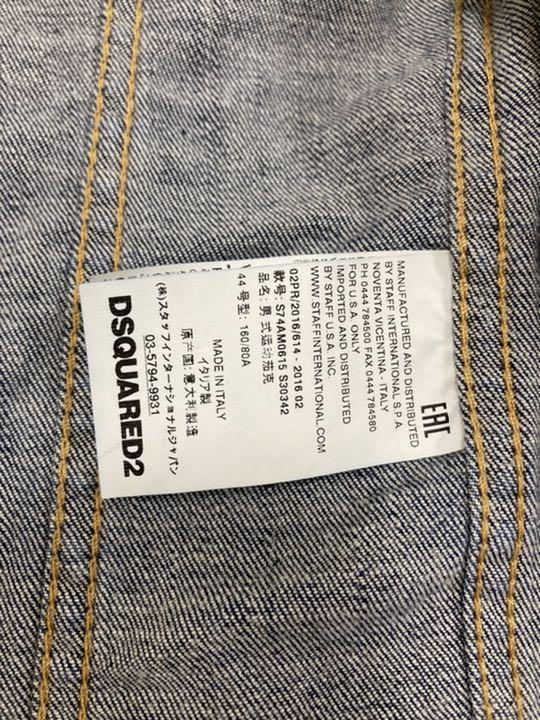 MANUFACTURED AND DISTRIBUTED
BY STAFF INTERNATIONAL S.P.A.
NOVENTA VICENTINA - ITALY
PH 0444 784500 FAX 0444 784580
FOR U.S.A. ONLY
IMPORTED AND DISTRIBUTED
BY STAFF U.S.A. INC.
WWW.STAFFINTERNATIONAL.COM
EAC
02PR/2016/614 - 2016 02
款号: S74AM0615 S30342
品名: 男式运动茄克
44 号型: 160/80A
MADE IN ITALY
イタリア製
原产国: 意大利製造
(株)スタッフインターナショナルジャパン
03-5794-9931
DSQUARED2